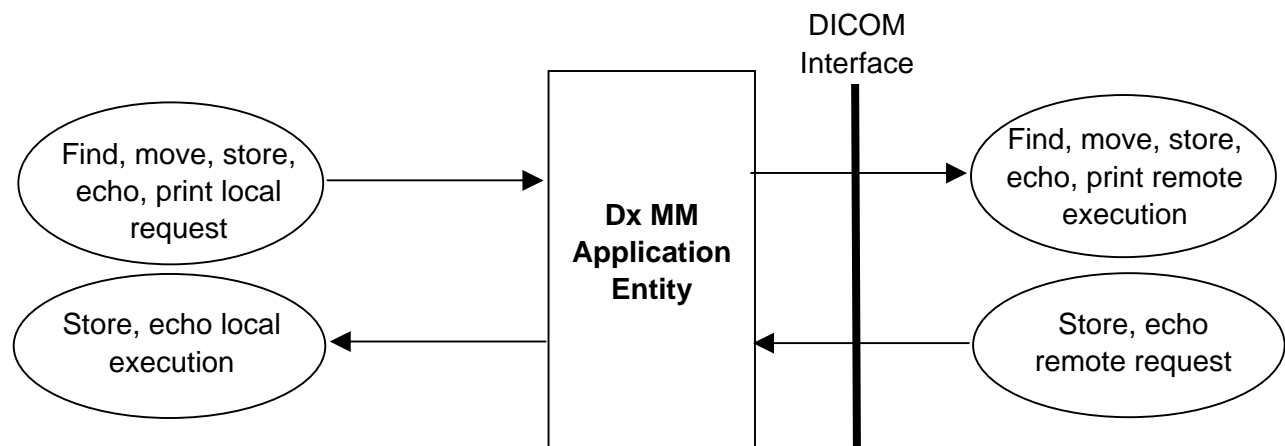 DICOM
Interface
Find, move, store,
echo, print local
request
Dx MM
Application
Entity
Find, move, store,
echo, print remote
execution
Store, echo local
execution
Store, echo
remote request